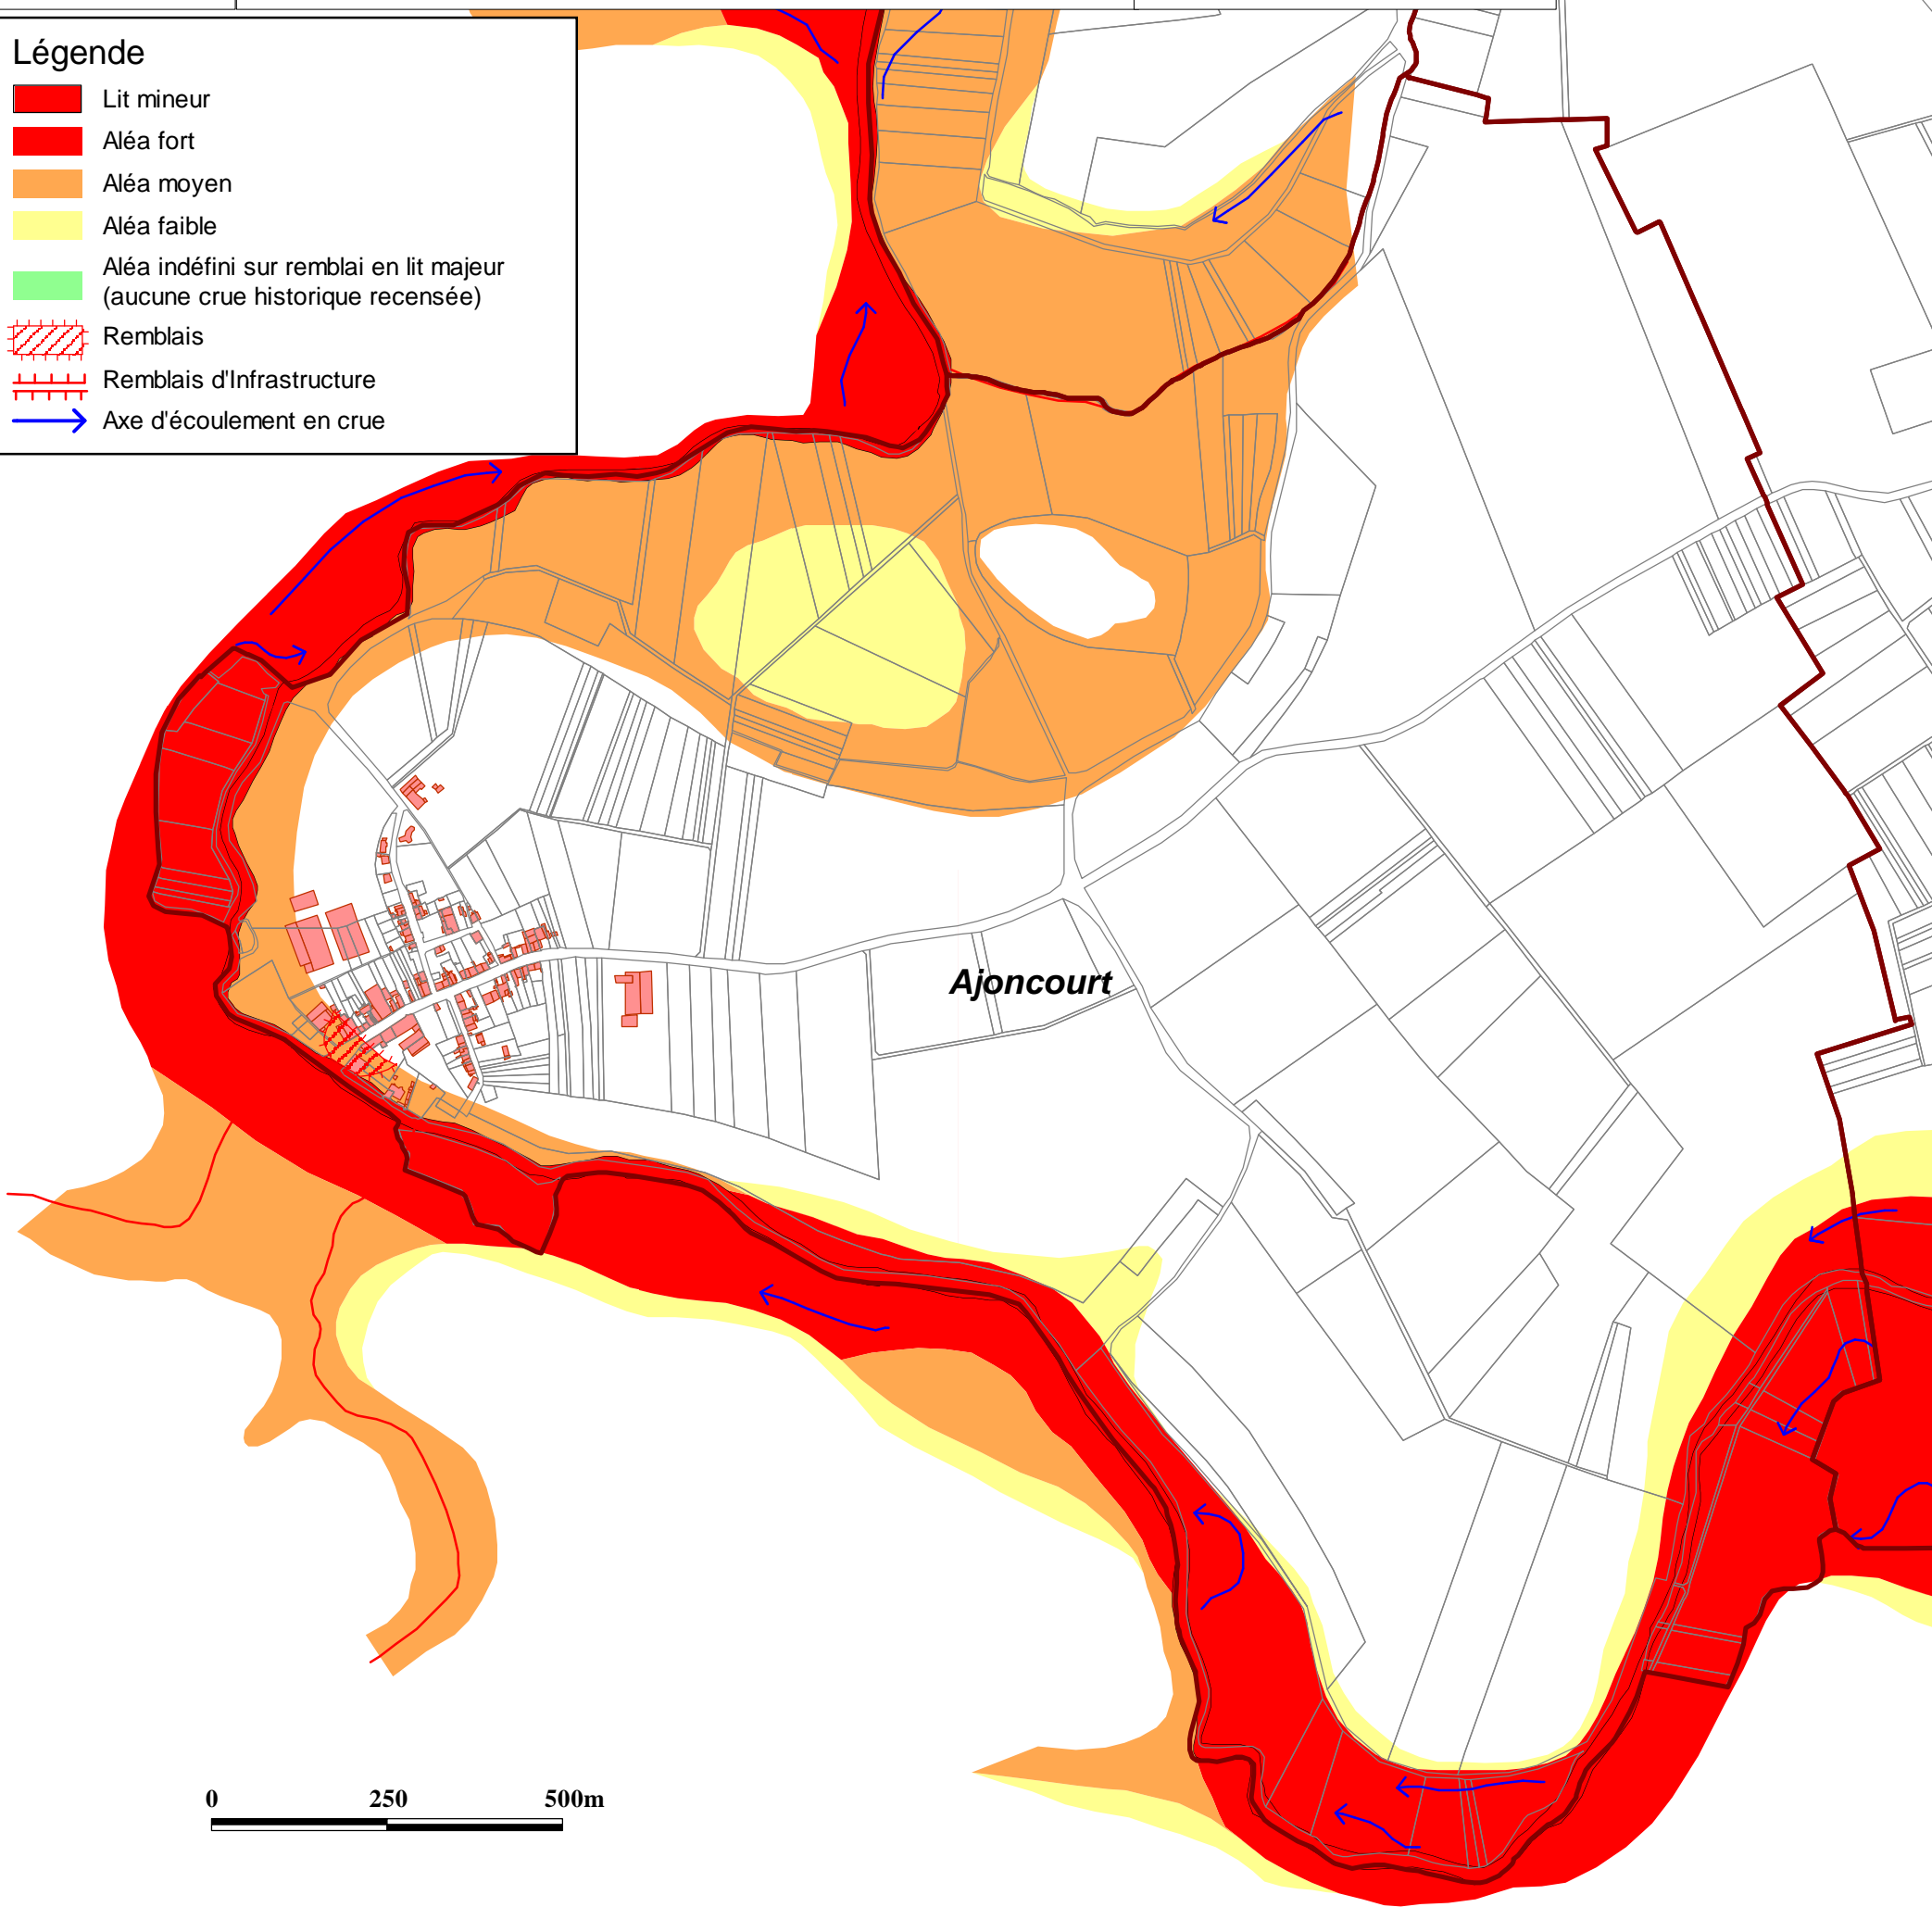 Légende
Lit mineur
Aléa fort
Aléa moyen
Aléa faible
Aléa indéfini sur remblai en lit majeur
(aucune crue historique recensée)
Remblais
Remblais d'Infrastructure
Axe d'écoulement en crue
Ajoncourt
0 250 500m